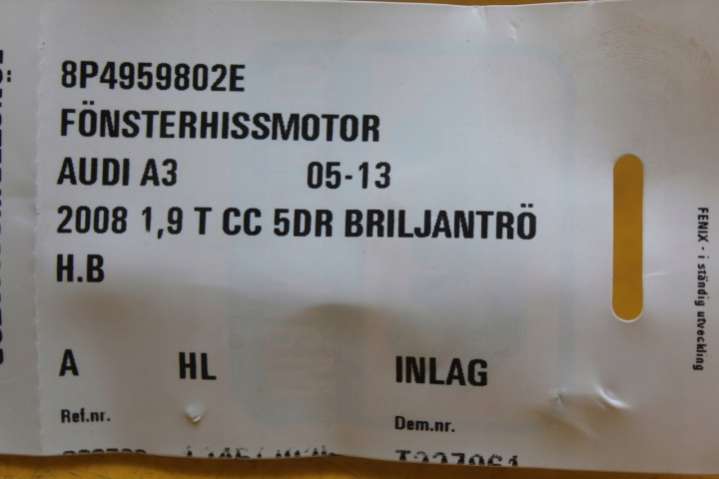 8P4959802E
FÖNSTERHISSMOTOR
AUDI A3 05-13
2008 1,9 T CC 5DR BRILJANTRÖ
H.B
A HL INLAG
Ref.nr. Dem.nr.
FENIX - i ständig utveckling